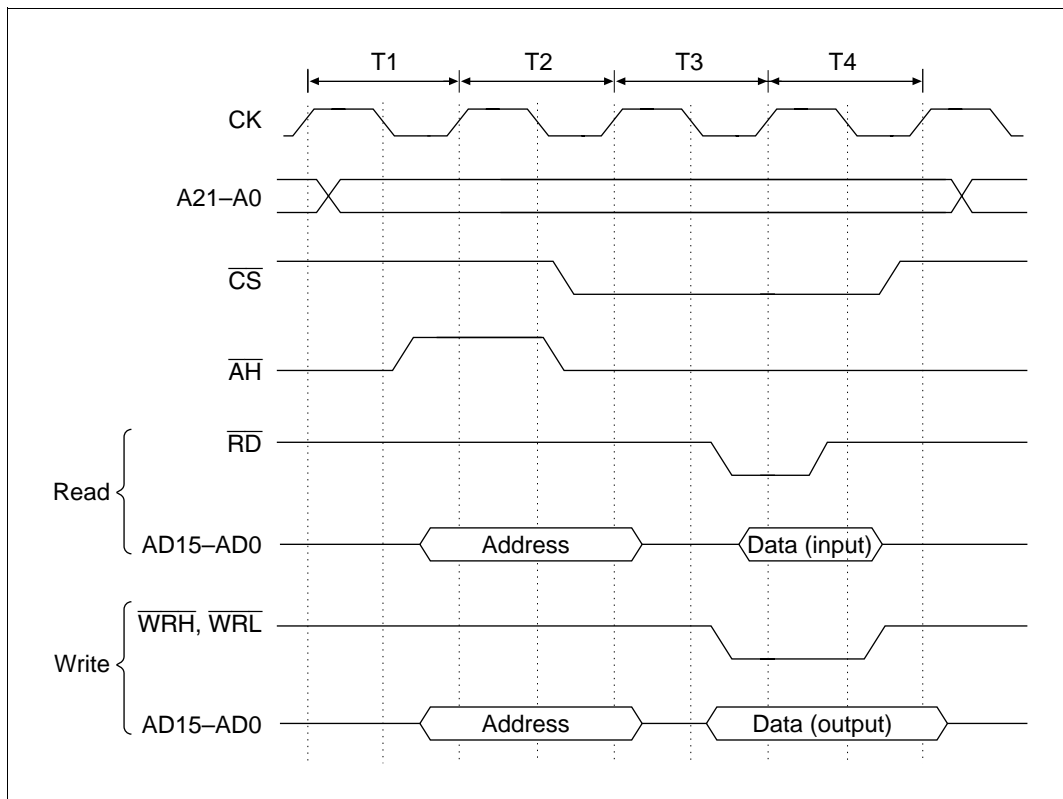 T1 T2 T3 T4
CK
A21–A0
CS
AH
RD
Read
AD15–AD0 Address Data (input)
WRH, WRL
Write
AD15–AD0 Address Data (output)